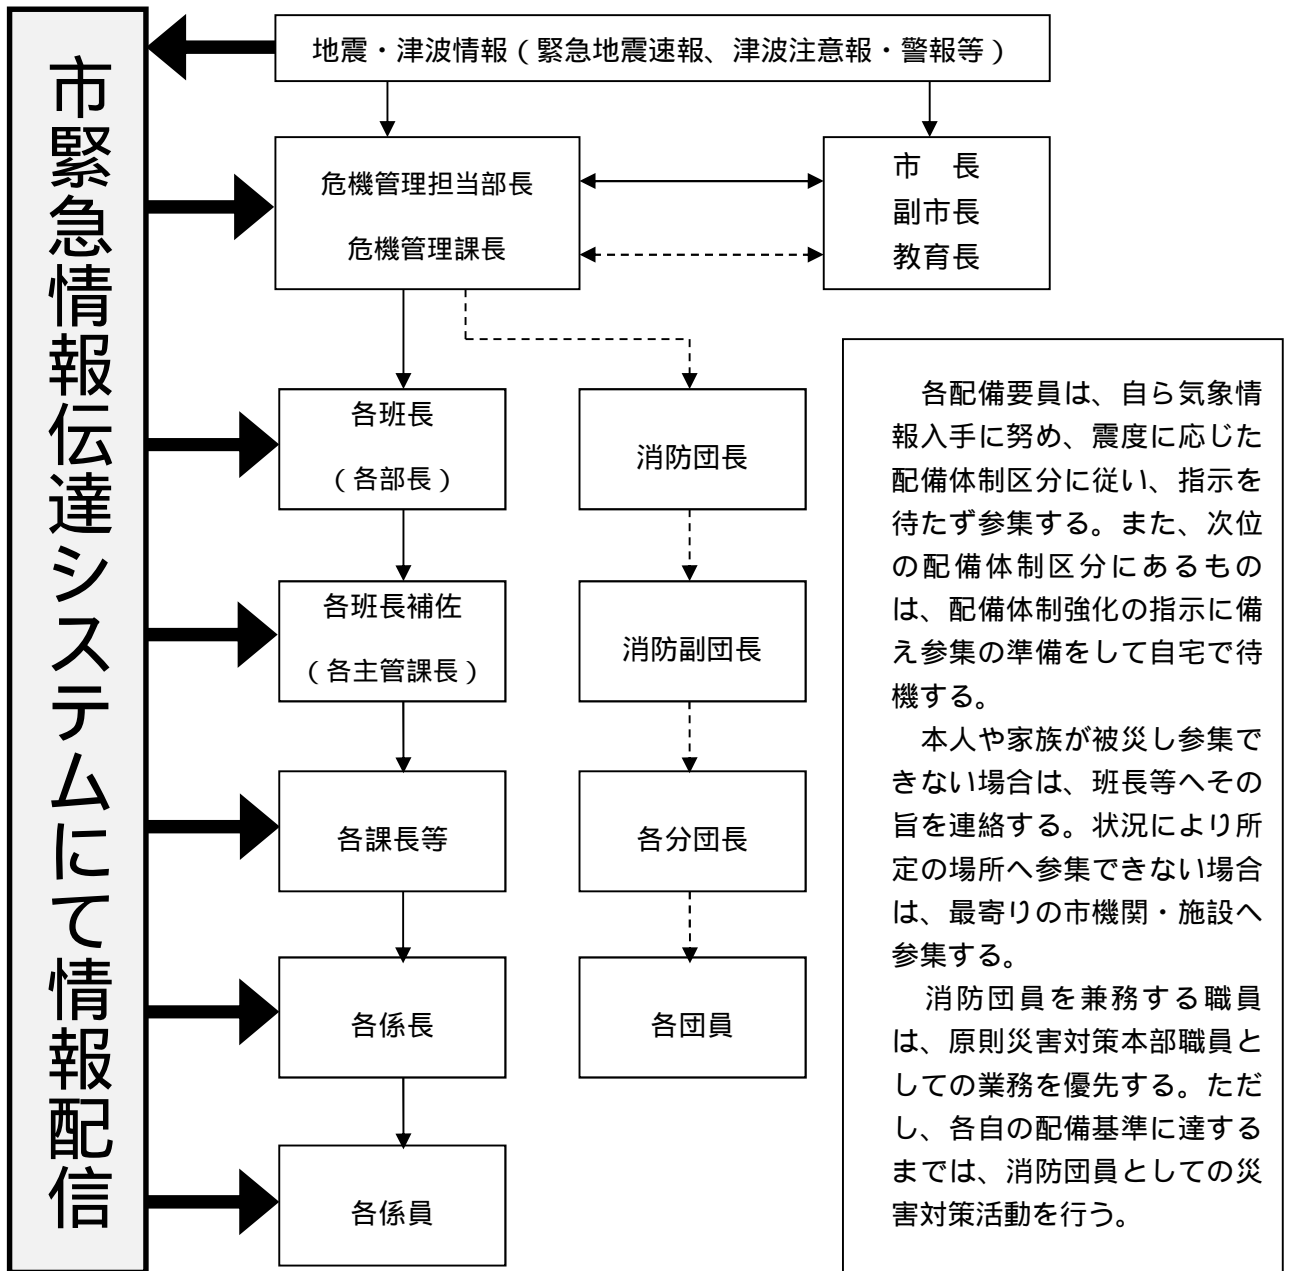 市緊急情報伝達システムにて情報配信
地震・津波情報（緊急地震速報、津波注意報・警報等）
危機管理担当部長
危機管理課長
市　長
副市長
教育長
各班長
（各部長）
消防団長
各班長補佐
（各主管課長）
消防副団長
各課長等
各分団長
各係長
各団員
各係員
　各配備要員は、自ら気象情
報入手に努め、震度に応じた
配備体制区分に従い、指示を
待たず参集する。また、次位
の配備体制区分にあるもの
は、配備体制強化の指示に備
え参集の準備をして自宅で待
機する。
　本人や家族が被災し参集で
きない場合は、班長等へその
旨を連絡する。状況により所
定の場所へ参集できない場合
は、最寄りの市機関・施設へ
参集する。
　消防団員を兼務する職員
は、原則災害対策本部職員と
しての業務を優先する。ただ
し、各自の配備基準に達する
までは、消防団員としての災
害対策活動を行う。